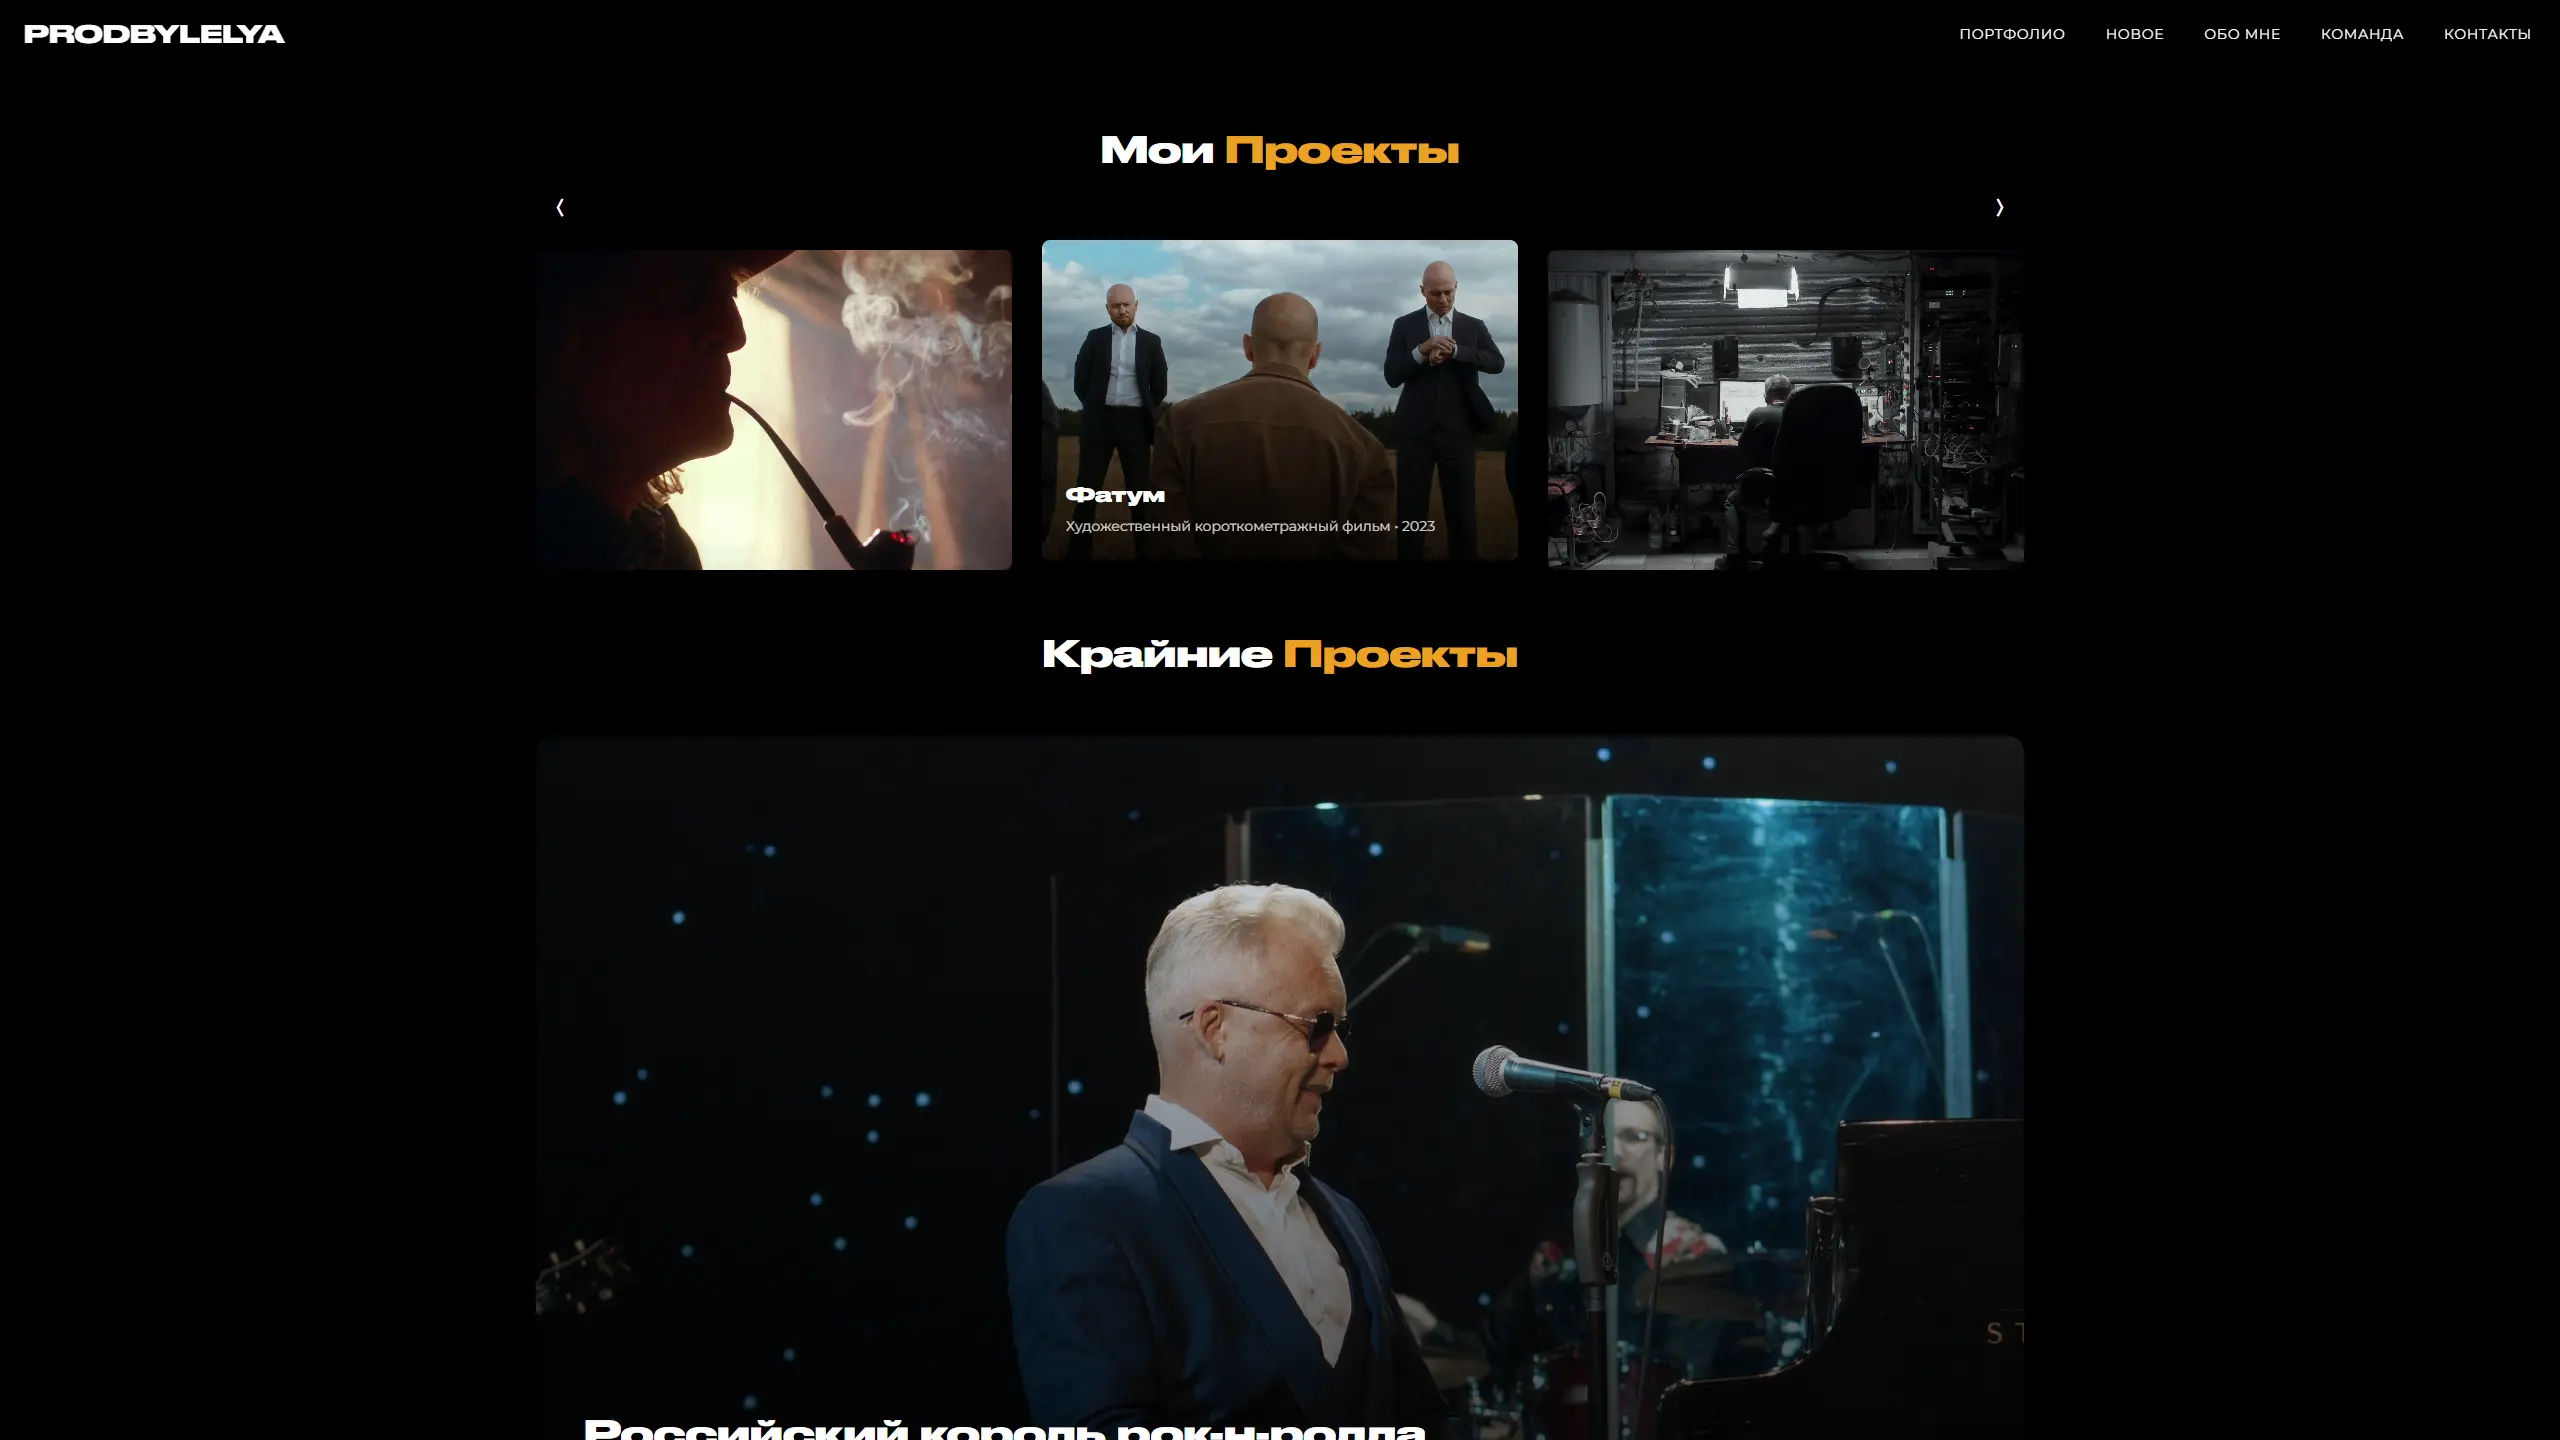 PRODBYLELYA
ПОРТФОЛИО НОВОЕ ОБО МНЕ КОМАНДА КОНТАКТЫ
Мои Проекты
Фатум
Художественный короткометражный фильм • 2023
Крайние Проекты
S T
Российский король рок-н-ролла